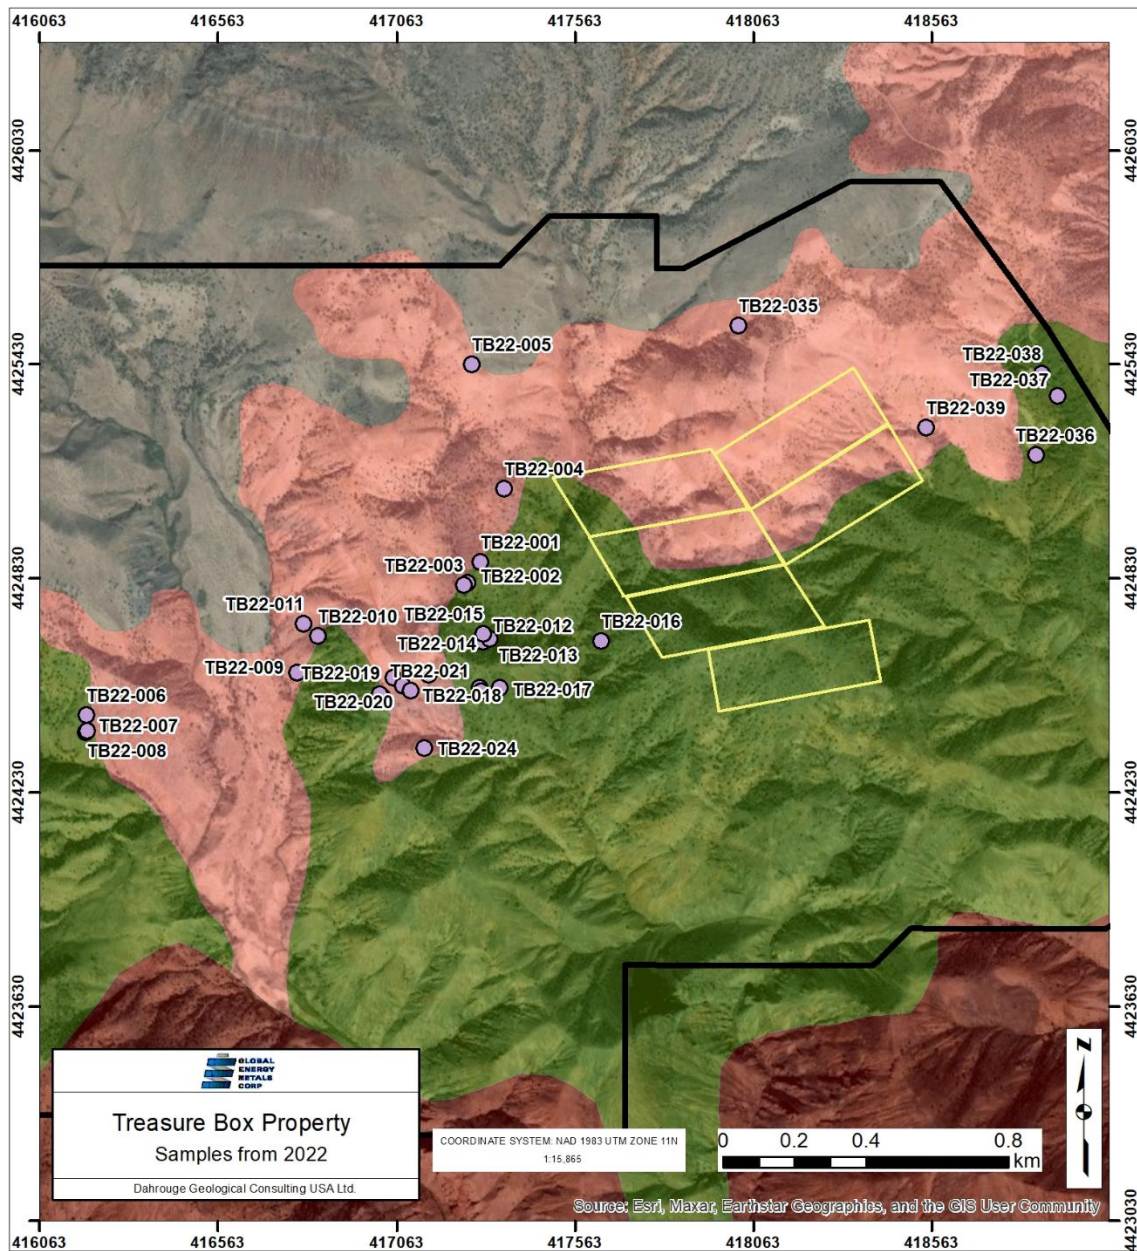 416063 416563 417063 417563 418063 418563
4426030 4426030
TB22-035
TB22-005
4425430 4425430
TB22-038
TB22-037
TB22-039
TB22-036
TB22-004
TB22-001
TB22-003 TB22-002
4424830 4424830
TB22-011 TB22-010 TB22-015 TB22-012 TB22-016
TB22-014 TB22-013
TB22-009 TB22-019 TB22-021
TB22-020 TB22-018 TB22-017
TB22-006
TB22-007
TB22-008
TB22-024
4424230 4424230
4423630 4423630
GLOBAL
ENERGY
METALS
CORP
Treasure Box Property
Samples from 2022
Dahrouge Geological Consulting USA Ltd.
COORDINATE SYSTEM: NAD 1983 UTM ZONE 11N
1:15,865
0 0.2 0.4 0.8
km
N
Source: Esri, Maxar, Earthstar Geographics, and the GIS User Community
4423030 4423030
416063 416563 417063 417563 418063 418563